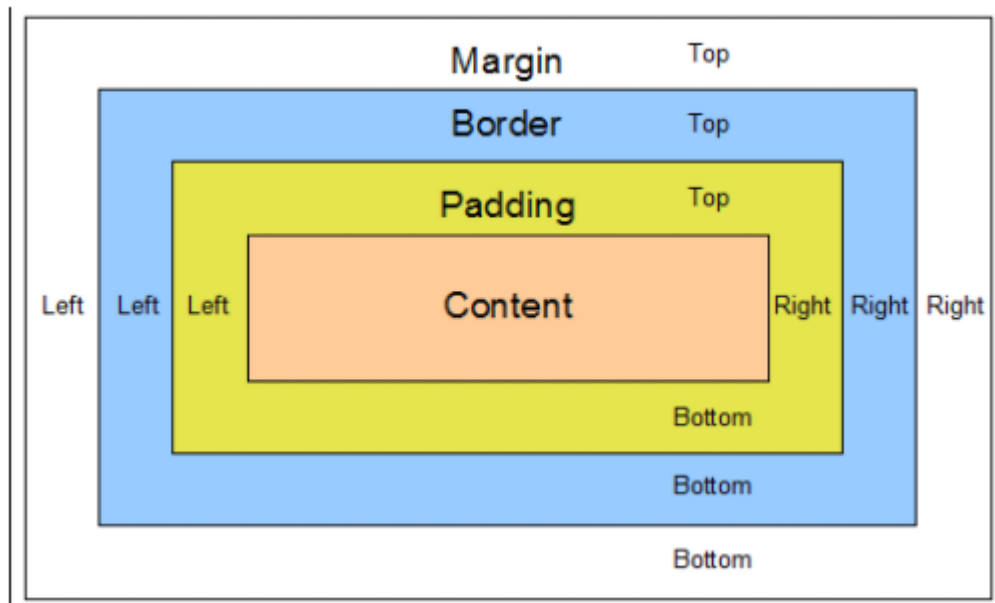 Margin Top
Border Top
Padding Top
Left Left Left Content Right Right Right
Bottom
Bottom
Bottom